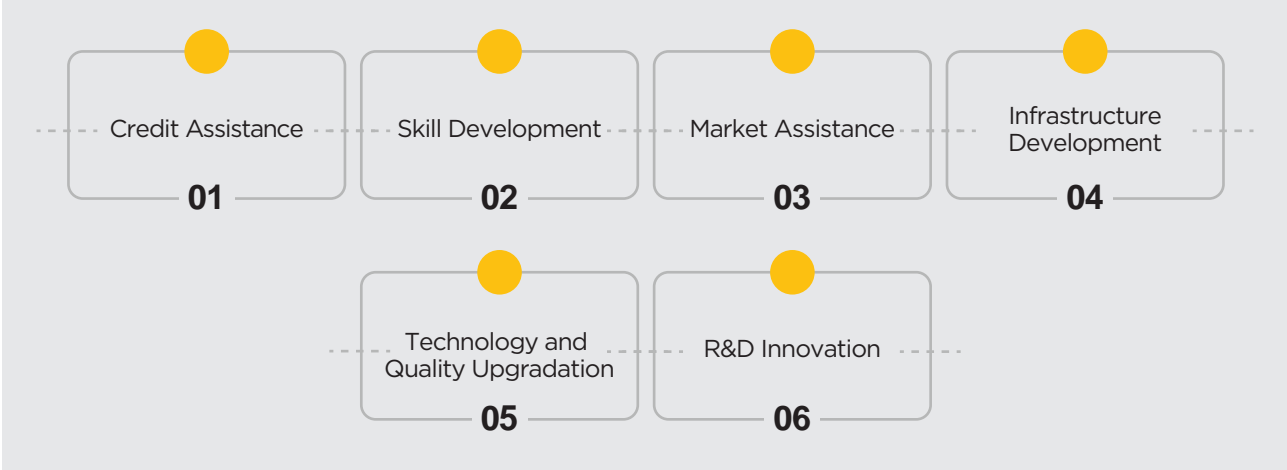 Credit Assistance
01
Skill Development
02
Market Assistance
03
Infrastructure
Development
04
Technology and
Quality Upgradation
05
R&D Innovation
06